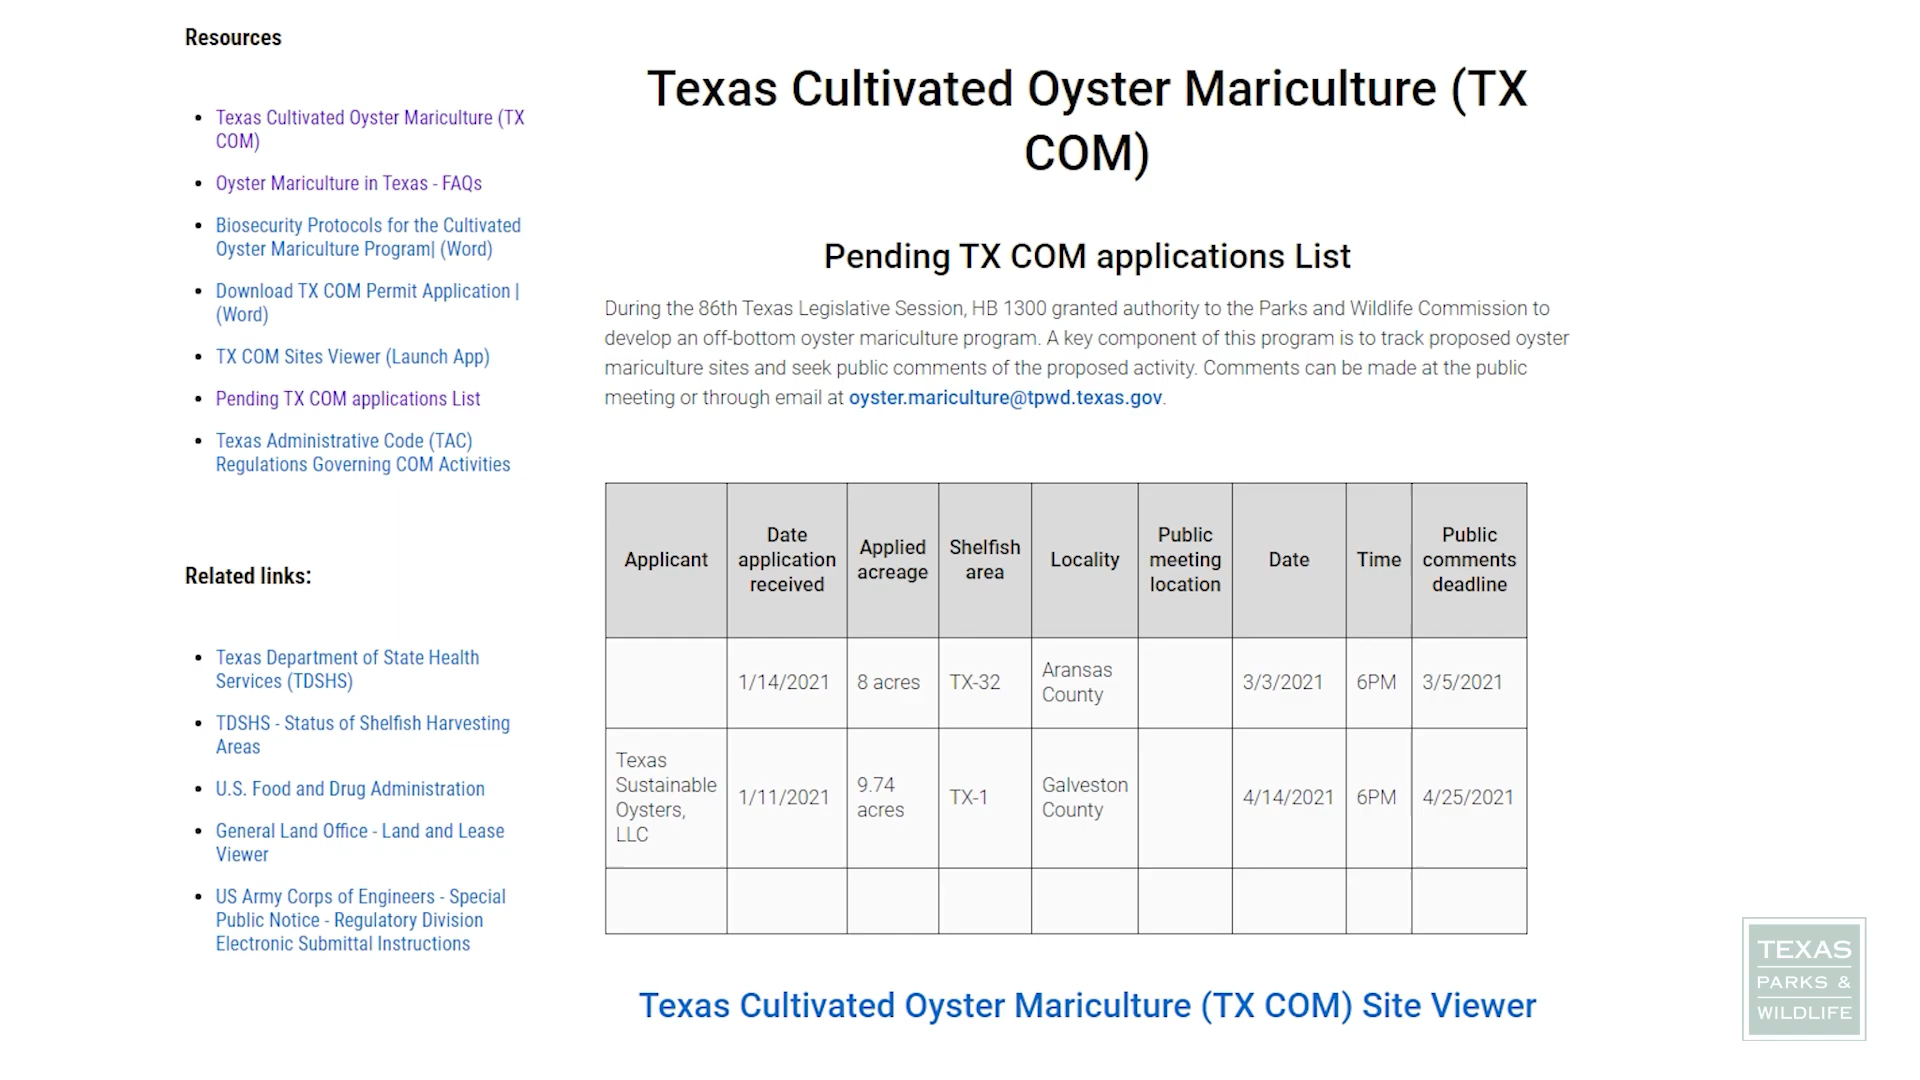 Resources
Texas Cultivated Oyster Mariculture (TX
COM)
Oyster Mariculture in Texas - FAQs
Biosecurity Protocols for the Cultivated
Oyster Mariculture Program| (Word)
Download TX COM Permit Application |
(Word)
TX COM Sites Viewer (Launch App)
Pending TX COM applications List
Texas Administrative Code (TAC)
Regulations Governing COM Activities
Related links:
Texas Department of State Health
Services (TDSHS)
TDSHS - Status of Shelfish Harvesting
Areas
U.S. Food and Drug Administration
General Land Office - Land and Lease
Viewer
US Army Corps of Engineers - Special
Public Notice - Regulatory Division
Electronic Submittal Instructions
Texas Cultivated Oyster Mariculture (TX
COM)
Pending TX COM applications List
During the 86th Texas Legislative Session, HB 1300 granted authority to the Parks and Wildlife Commission to
develop an off-bottom oyster mariculture program. A key component of this program is to track proposed oyster
mariculture sites and seek public comments of the proposed activity. Comments can be made at the public
meeting or through email at oyster.mariculture@tpwd.texas.gov.
Applicant
Date
application
received
Applied
acreage
Shelfish
area
Locality
Public
meeting
location
Date
Time
Public
comments
deadline
1/14/2021
8 acres
TX-32
Aransas
County
3/3/2021
6PM
3/5/2021
Texas
Sustainable
Oysters,
LLC
1/11/2021
9.74
acres
TX-1
Galveston
County
4/14/2021
6PM
4/25/2021
Texas Cultivated Oyster Mariculture (TX COM) Site Viewer
TEXAS
PARKS &
WILDLIFE